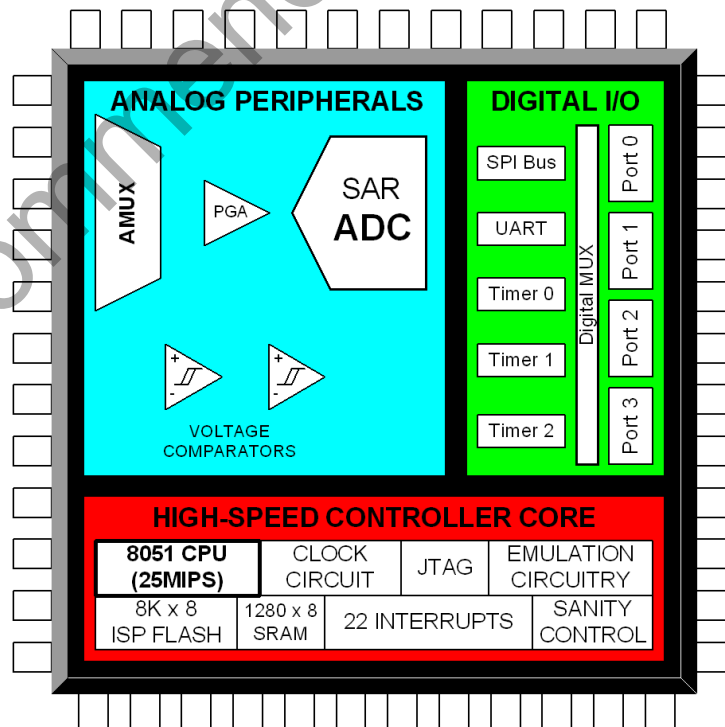 ANALOG PERIPHERALS
AMUX
PGA
SAR
ADC
+
-
+
-
VOLTAGE
COMPARATORS
DIGITAL I/O
SPI Bus
UART
Timer 0
Timer 1
Timer 2
Digital MUX
Port 0
Port 1
Port 2
Port 3
HIGH-SPEED CONTROLLER CORE
8051 CPU
(25MIPS)
CLOCK
CIRCUIT
JTAG
EMULATION
CIRCUITRY
8K x 8
ISP FLASH
1280 x 8
SRAM
22 INTERRUPTS
SANITY
CONTROL